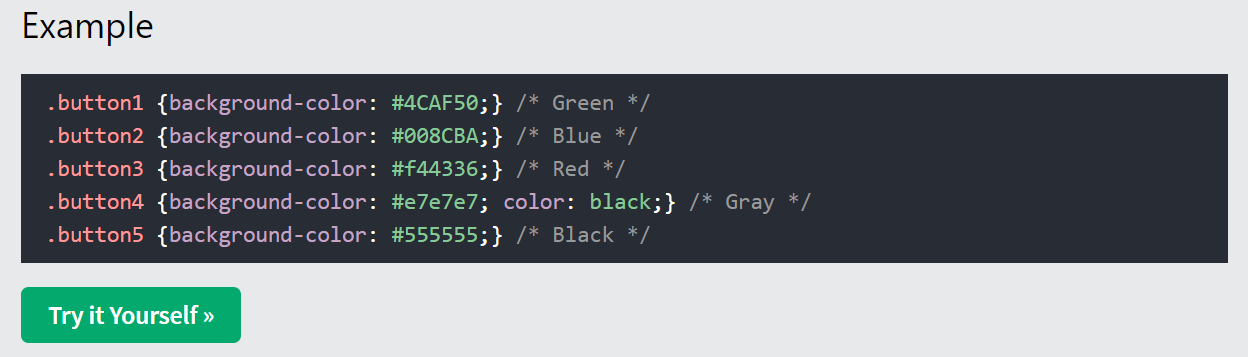 Example
.button1 {background-color: #4CAF50;} /* Green */
.button2 {background-color: #008CBA;} /* Blue */
.button3 {background-color: #f44336;} /* Red */
.button4 {background-color: #e7e7e7; color: black;} /* Gray */
.button5 {background-color: #555555;} /* Black */
Try it Yourself »